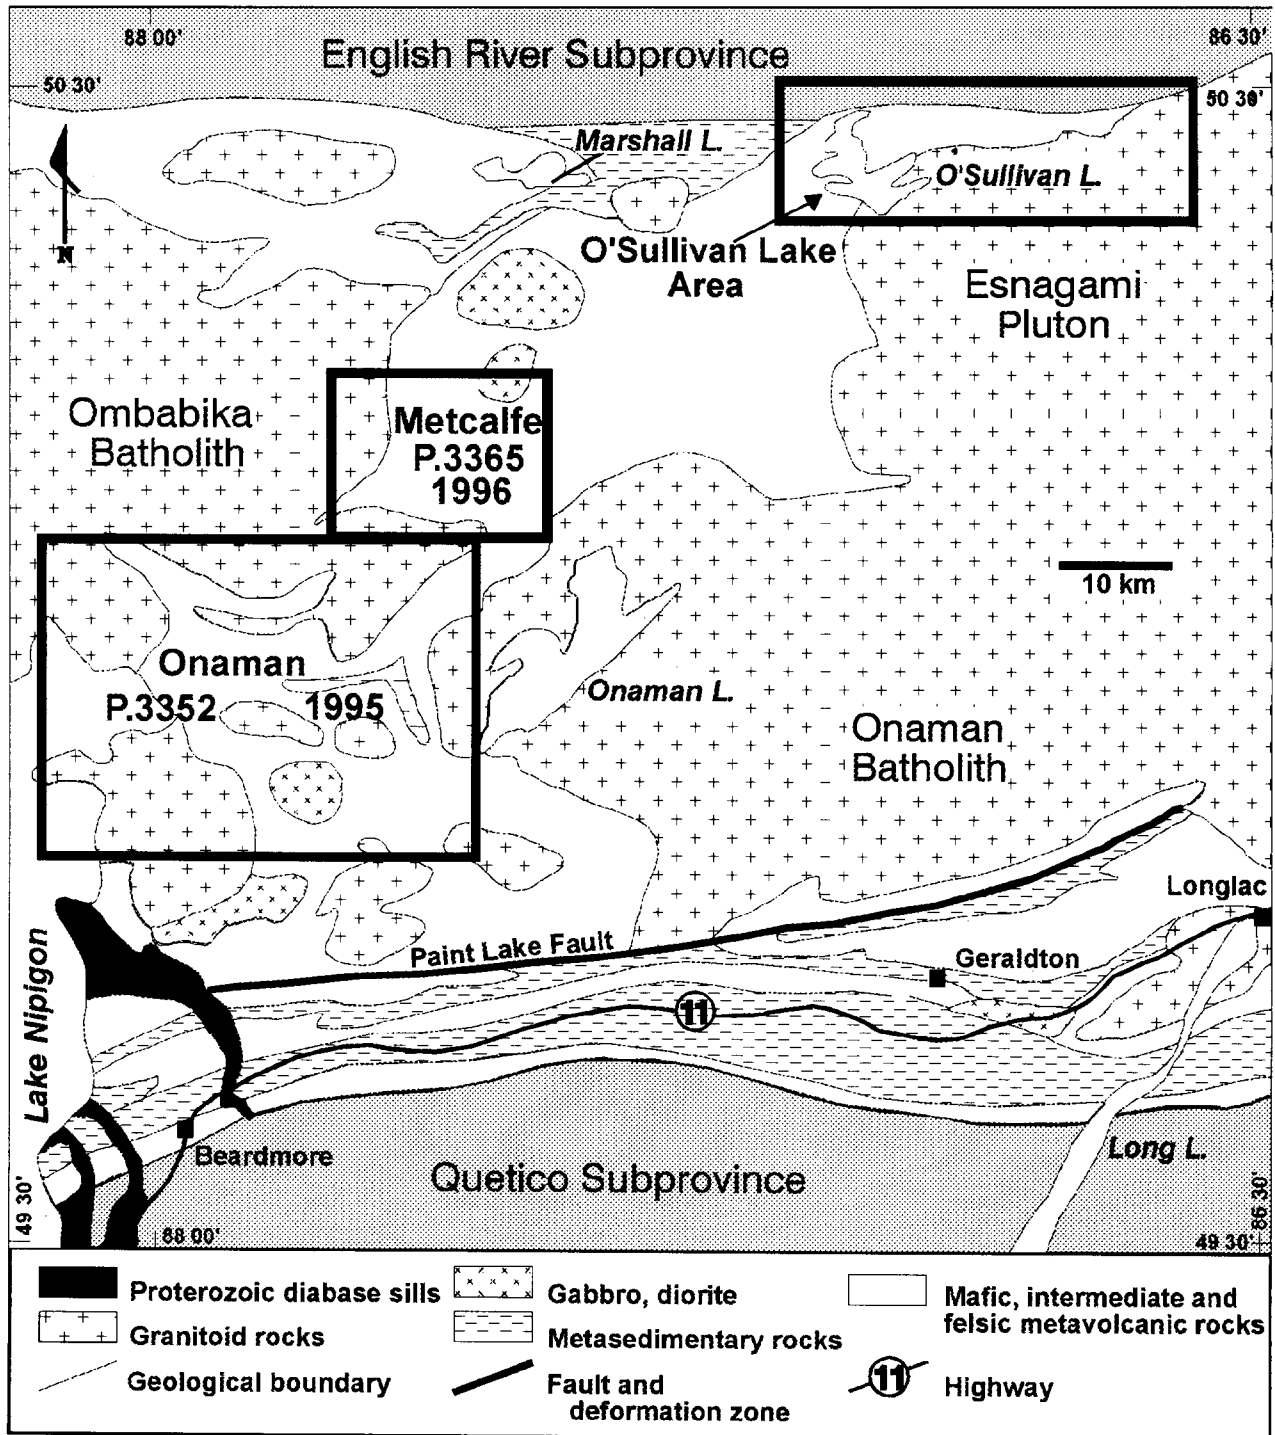 88 00'
86 30'
English River Subprovince
50 30'
50 30'
Marshall L.
O'Sullivan L.
N
O'Sullivan Lake
Area
Esnagami
Pluton
Ombabika
Batholith
Metcalfe
P.3365
1996
10 km
Onaman
P.3352 1995
Onaman L.
Onaman
Batholith
Longlac
Paint Lake Fault
Geraldton
Lake Nipigon
11
Beardmore
Long L.
Quetico Subprovince
49 30'
88 00'
86 30'
49 30'
Proterozoic diabase sills
Gabbro, diorite
Mafic, intermediate and
felsic metavolcanic rocks
Granitoid rocks
Metasedimentary rocks
Geological boundary
Fault and
deformation zone
11
Highway